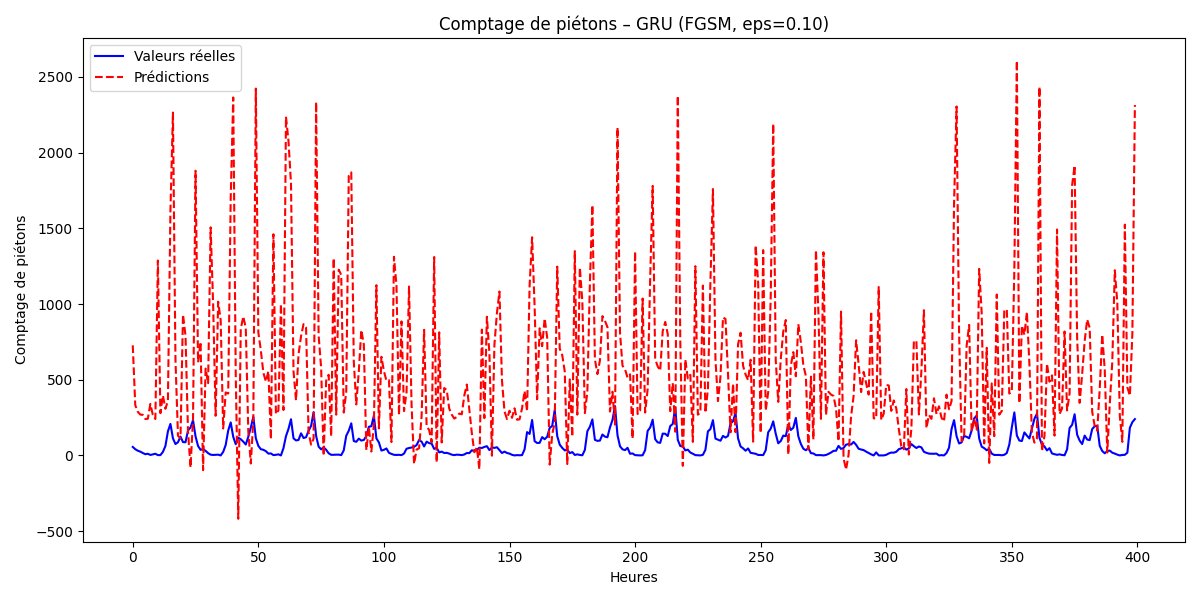 Comptage de piétons – GRU (FGSM, eps=0.10)
Valeurs réelles
Prédictions
Comptage de piétons
2500
2000
1500
1000
500
0
−500
0 50 100 150 200 250 300 350 400
Heures